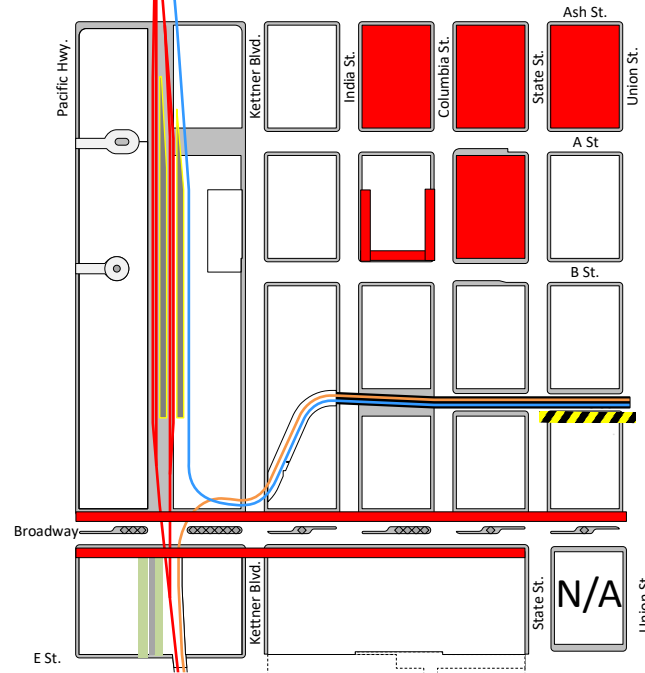 Ash St.
Pacific Hwy.
Kettner Blvd.
India St.
Columbia St.
State St.
Union St.
A St
B St.
Broadway
Kettner Blvd.
State St.
N/A
Union St.
E St.